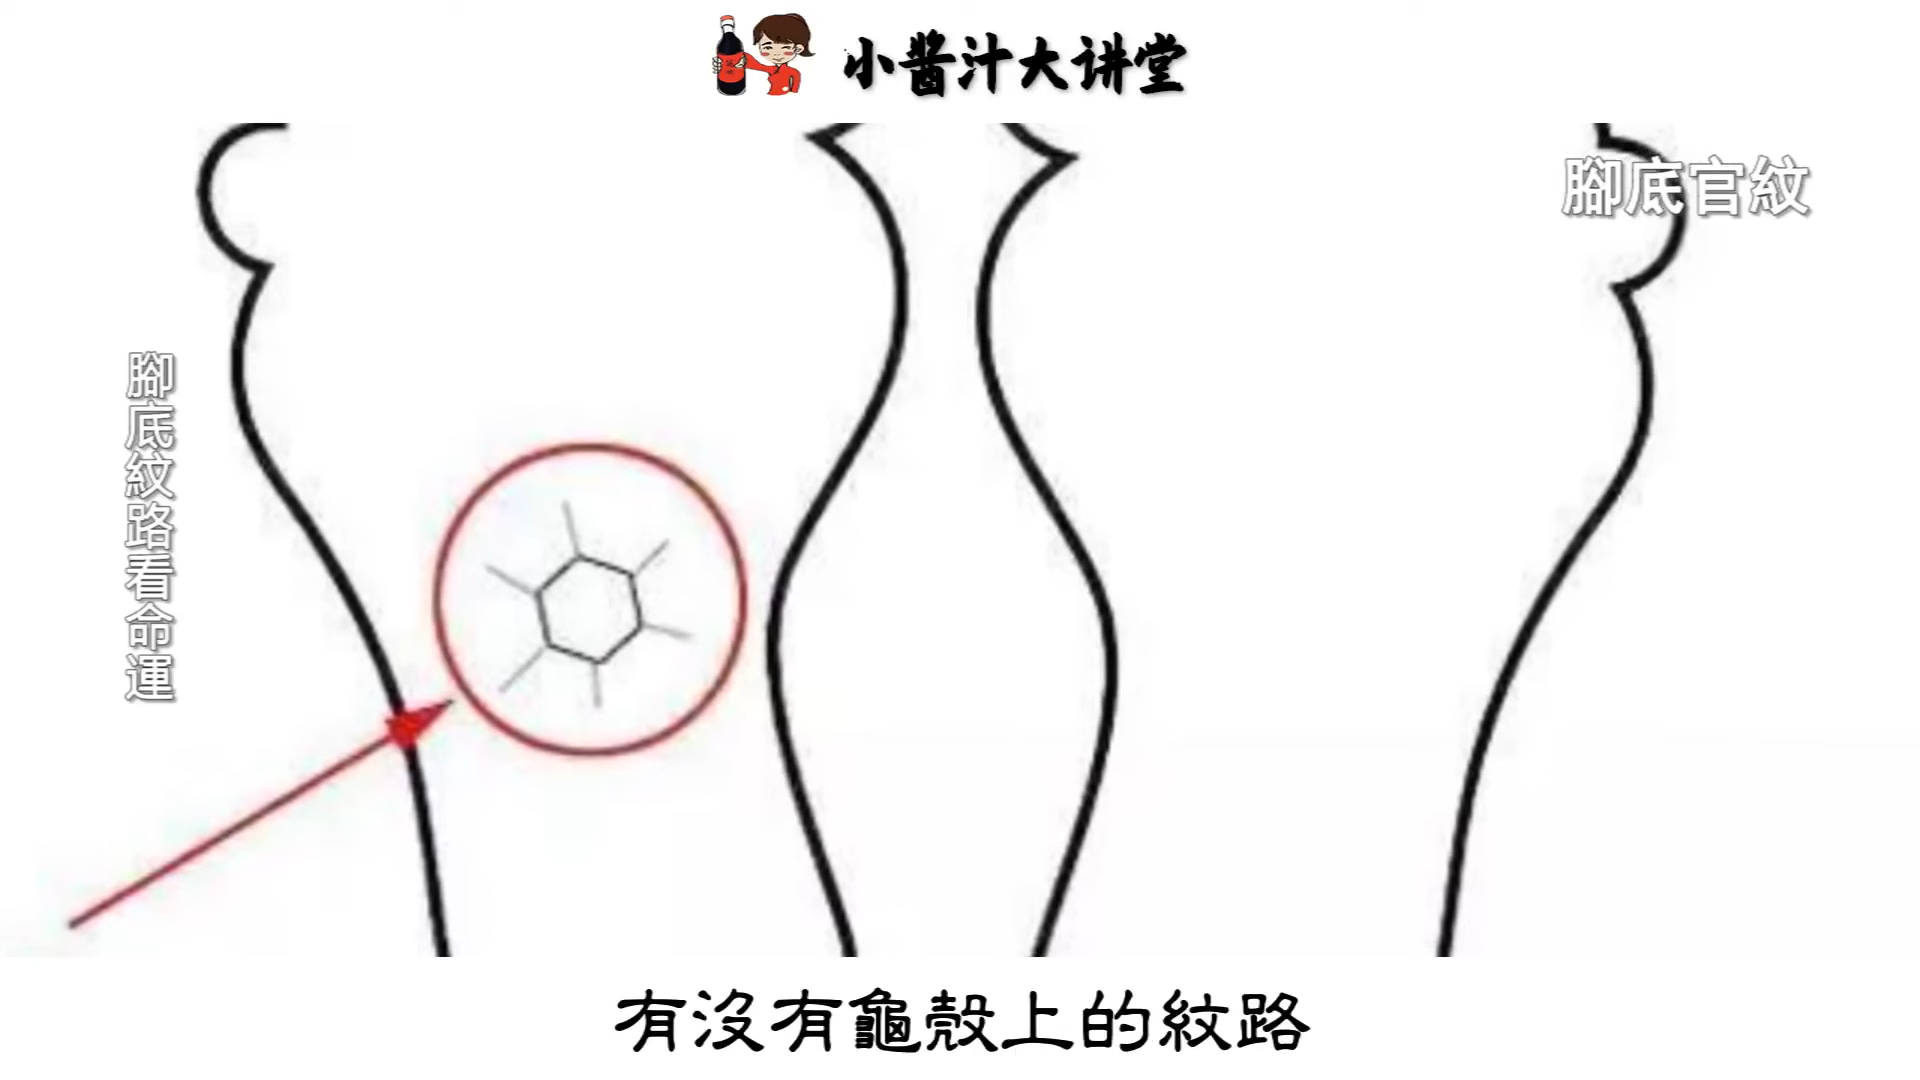 小酱汁大讲堂
腳底官紋
腳底紋路看命運
有沒有龜殼上的紋路